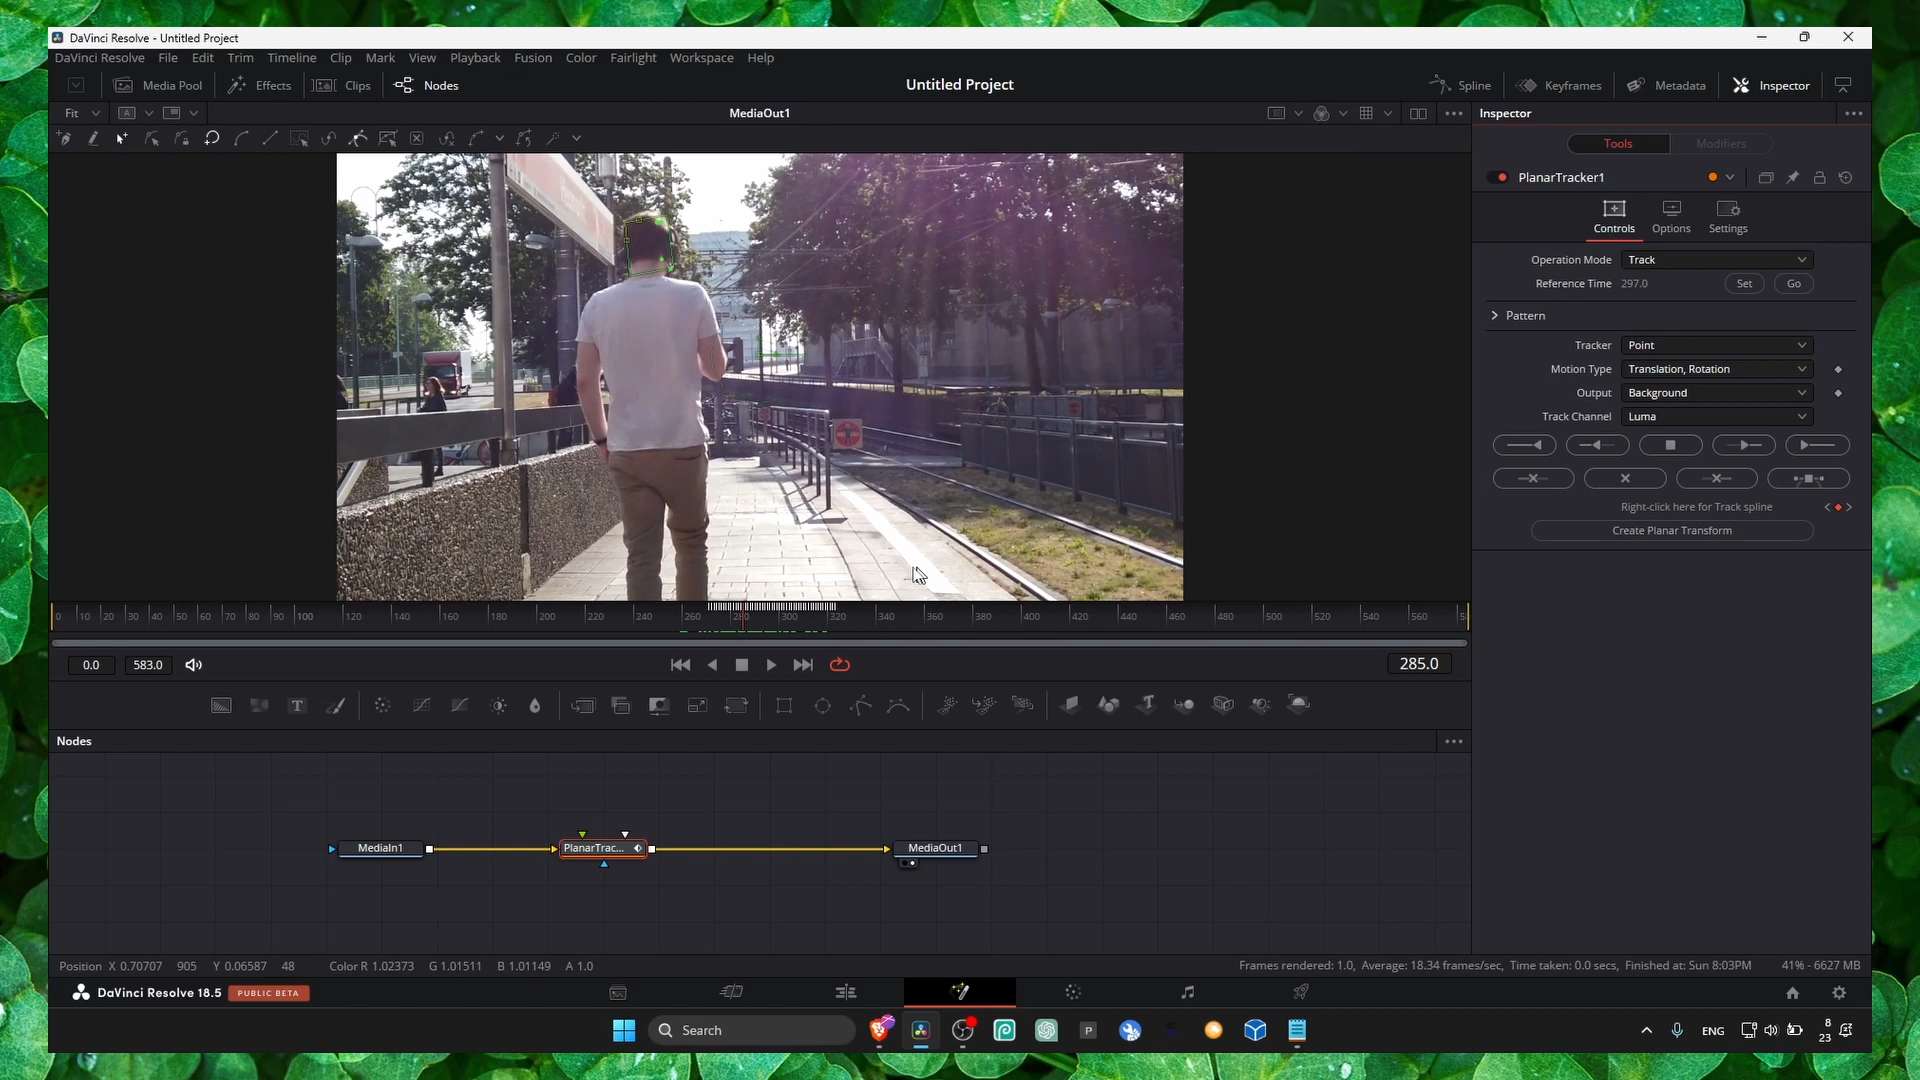 DaVinci Resolve - Untitled Project
DaVinci Resolve File Edit Trim Timeline Clip Mark View Playback Fusion Color Fairlight Workspace Help
Media Pool Effects Clips Nodes Untitled Project Spline Keyframes Metadata Inspector
Fit A MediaOut1 Inspector
Tools Modifiers
PlanarTracker1
Controls Options Settings
Operation Mode Track
Reference Time 297.0 Set Go
Pattern
Tracker Point
Motion Type Translation, Rotation
Output Background
Track Channel Luma
Right-click here for Track spline
Create Planar Transform
0 10 20 30 40 50 60 70 80 90 100 120 140 160 180 200 220 240 260 280 300 320 340 360 380 400 420 440 460 480 500 520 540 560
0.0 583.0 285.0
T T
Nodes
MediaIn1 PlanarTrac... MediaOut1
Position X 0.70707 905 Y 0.06587 48 Color R 1.02373 G 1.01511 B 1.01149 A 1.0 Frames rendered: 1.0, Average: 18.34 frames/sec, Time taken: 0.0 secs, Finished at: Sun 8:03PM 41% - 6627 MB
DaVinci Resolve 18.5 PUBLIC BETA
Search P ENG 8
23